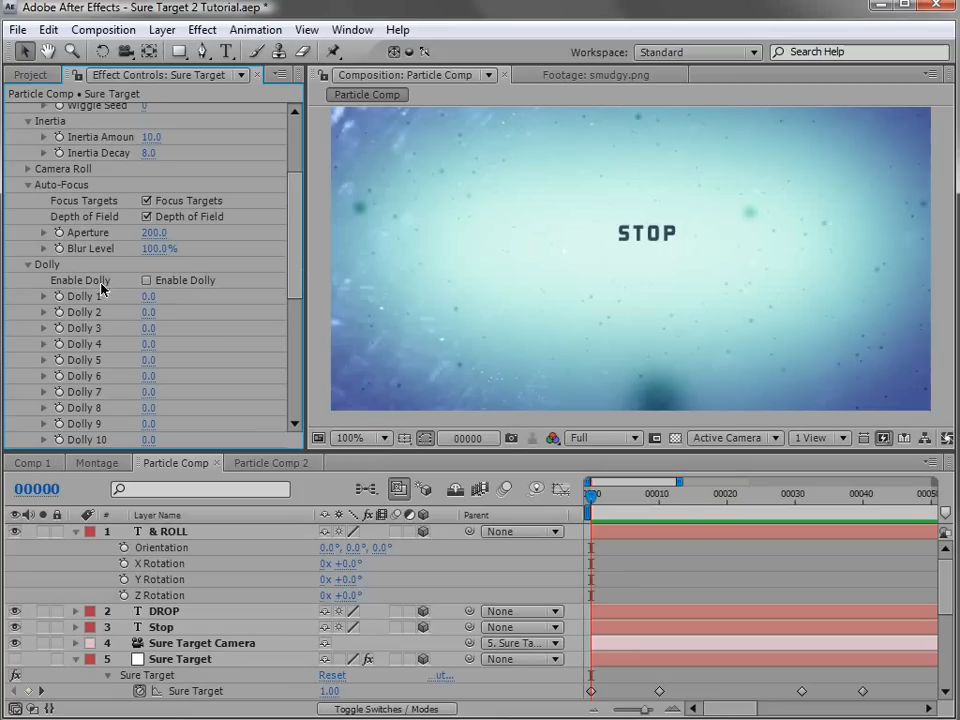 Ae Adobe After Effects - Sure Target 2 Tutorial.aep *
File Edit Composition Layer Effect Animation View Window Help
Workspace: Standard Search Help
Project Effect Controls: Sure Target
Composition: Particle Comp Footage: smudgy.png
Particle Comp • Sure Target
Particle Comp
Wiggle Seed 0
Inertia
Inertia Amoun 10.0
Inertia Decay 8.0
Camera Roll
Auto-Focus
Focus Targets Focus Targets
Depth of Field Depth of Field
Aperture 200.0
Blur Level 100.0%
Dolly
Enable Dolly Enable Dolly
Dolly 1 0.0
Dolly 2 0.0
Dolly 3 0.0
Dolly 4 0.0
Dolly 5 0.0
Dolly 6 0.0
Dolly 7 0.0
Dolly 8 0.0
Dolly 9 0.0
Dolly 10 0.0
STOP
100% 00000 Full Active Camera 1 View
Comp 1 Montage Particle Comp Particle Comp 2
00000
00010 00020 00030 00040
# Layer Name Parent
1 T & ROLL None
Orientation 0.0°, 0.0°, 0.0°
X Rotation 0x +0.0°
Y Rotation 0x +0.0°
Z Rotation 0x +0.0°
2 T DROP None
3 T Stop None
4 Sure Target Camera 5. Sure Ta...
5 Sure Target fx None
fx Sure Target Reset ...ut...
Sure Target 1.00
Toggle Switches / Modes